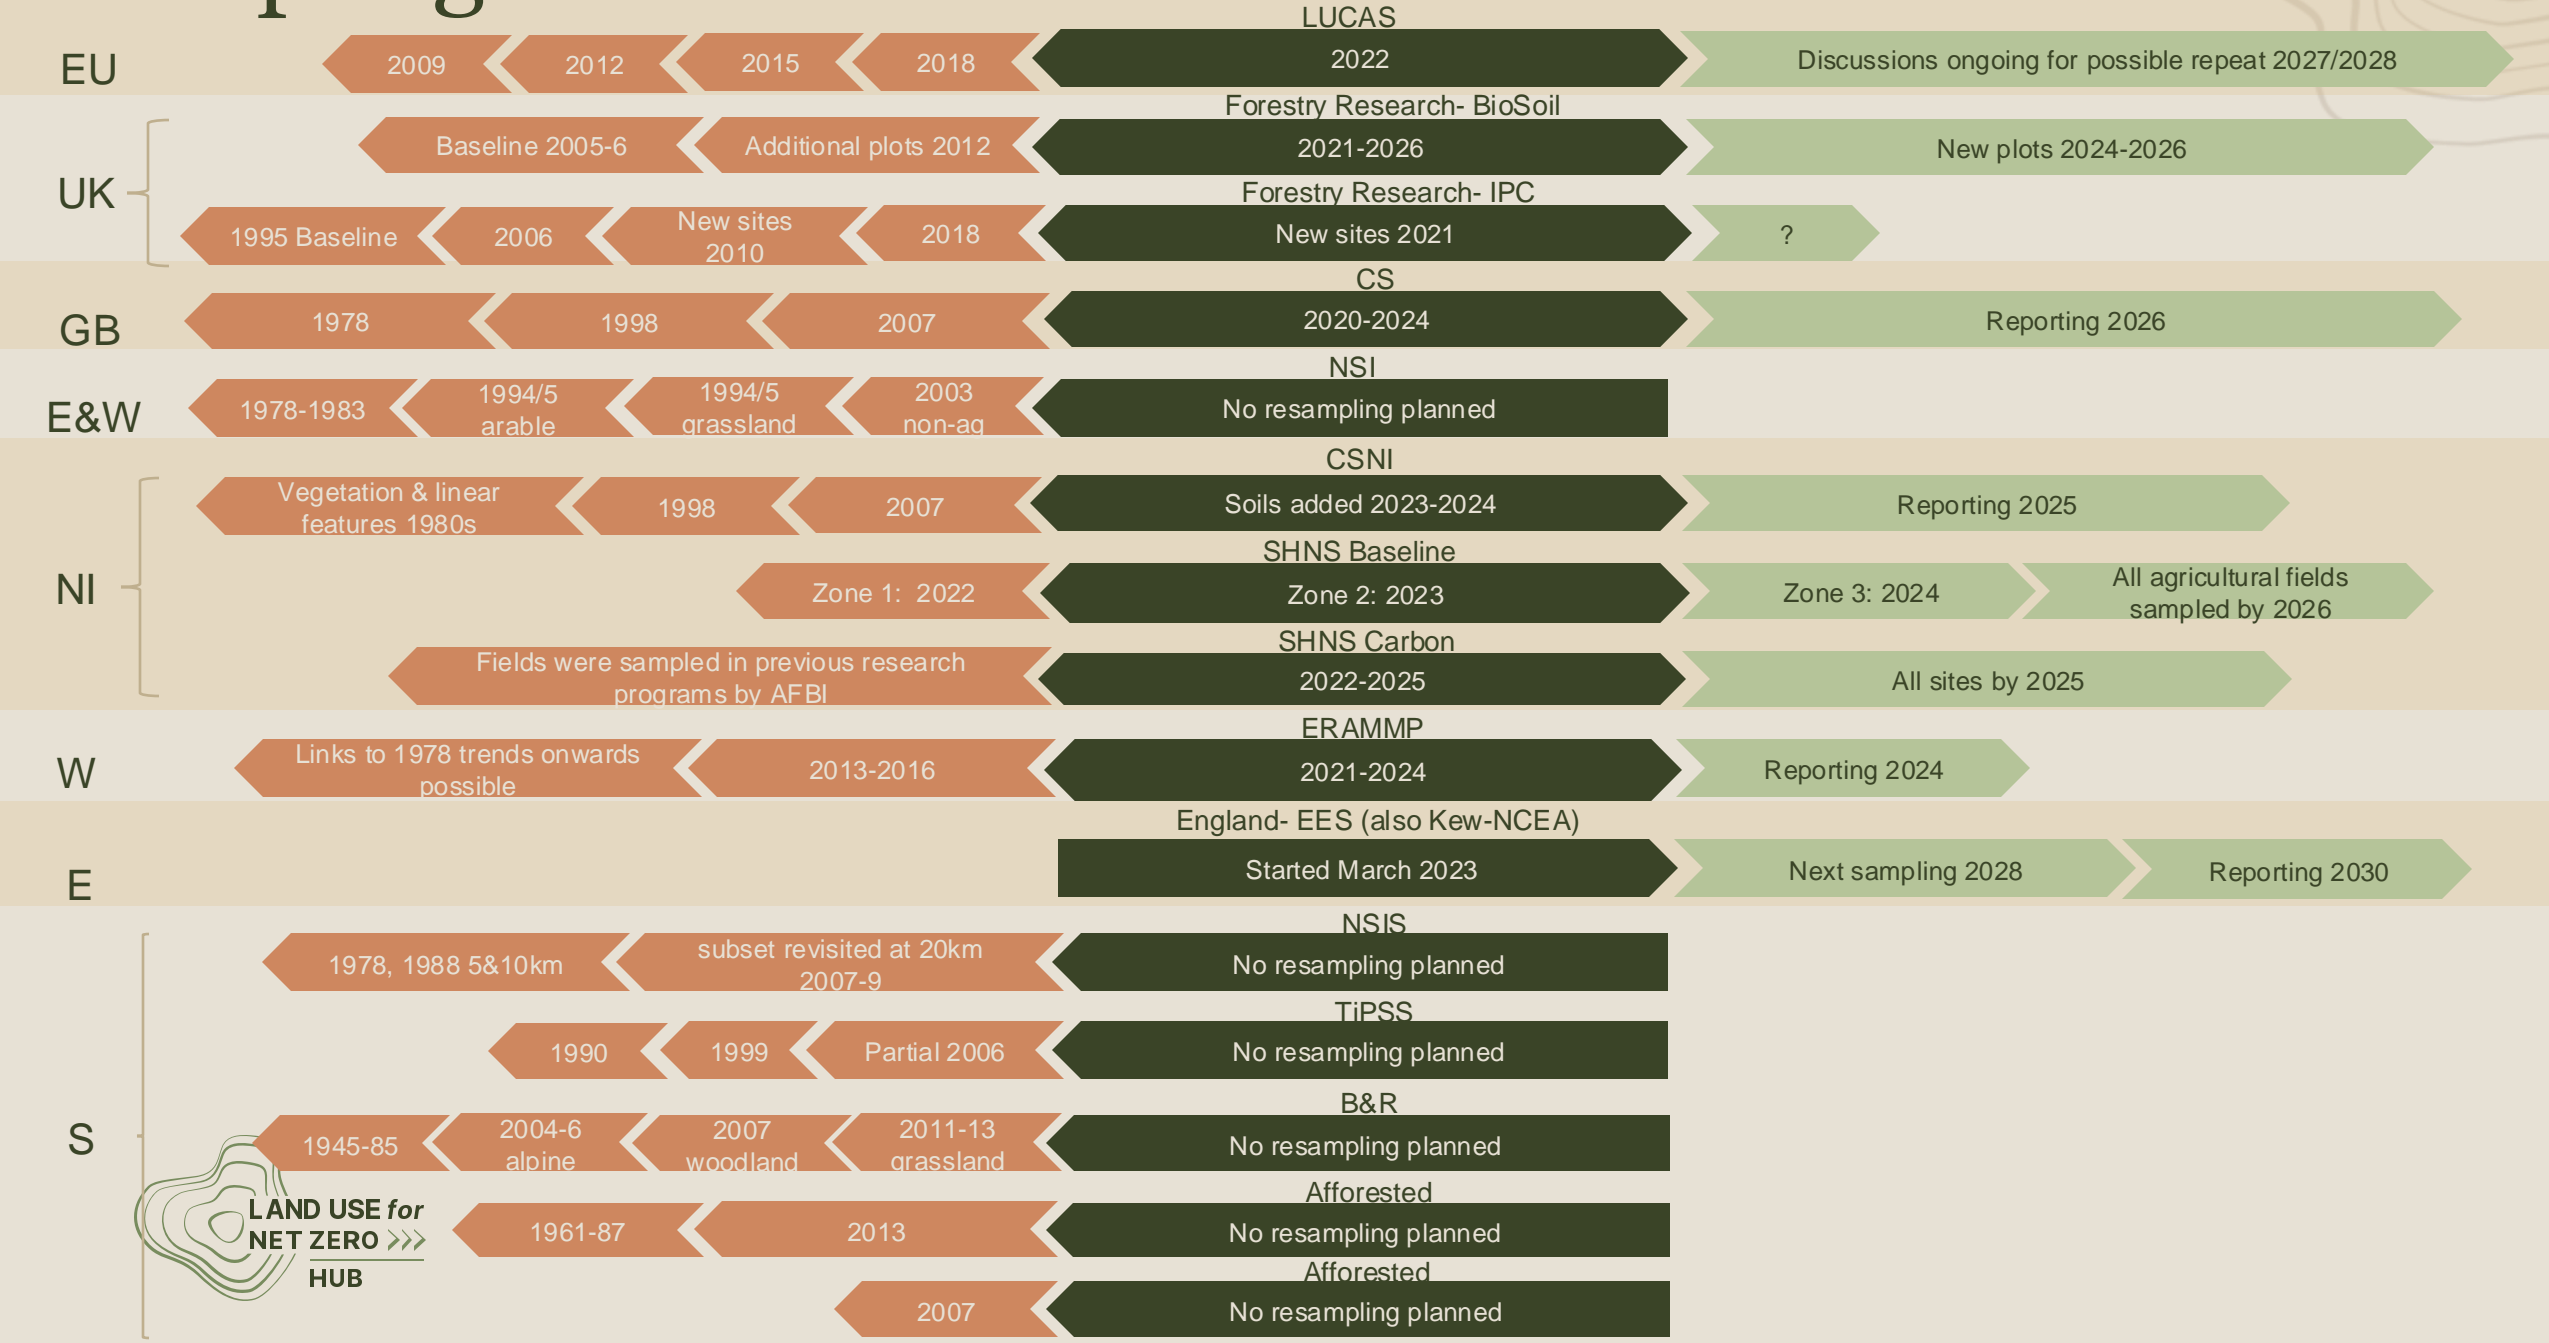 LUCAS
EU
2009
2012
2015
2018
2022
Discussions ongoing for possible repeat 2027/2028
UK
Forestry Research- BioSoil
Baseline 2005-6
Additional plots 2012
2021-2026
New plots 2024-2026
Forestry Research- IPC
1995 Baseline
2006
New sites
2010
2018
New sites 2021
?
CS
GB
1978
1998
2007
2020-2024
Reporting 2026
NSI
E&W
1978-1983
1994/5
arable
1994/5
grassland
2003
non-ag
No resampling planned
NI
CSNI
Vegetation & linear
features 1980s
1998
2007
Soils added 2023-2024
Reporting 2025
SHNS Baseline
Zone 1: 2022
Zone 2: 2023
Zone 3: 2024
All agricultural fields
sampled by 2026
SHNS Carbon
Fields were sampled in previous research
programs by AFBI
2022-2025
All sites by 2025
ERAMMP
W
Links to 1978 trends onwards
possible
2013-2016
2021-2024
Reporting 2024
England- EES (also Kew-NCEA)
E
Started March 2023
Next sampling 2028
Reporting 2030
S
NSIS
1978, 1988 5&10km
subset revisited at 20km
2007-9
No resampling planned
TiPSS
1990
1999
Partial 2006
No resampling planned
B&R
1945-85
2004-6
alpine
2007
woodland
2011-13
grassland
No resampling planned
Afforested
1961-87
2013
No resampling planned
Afforested
2007
No resampling planned
LAND USE for
NET ZERO
HUB